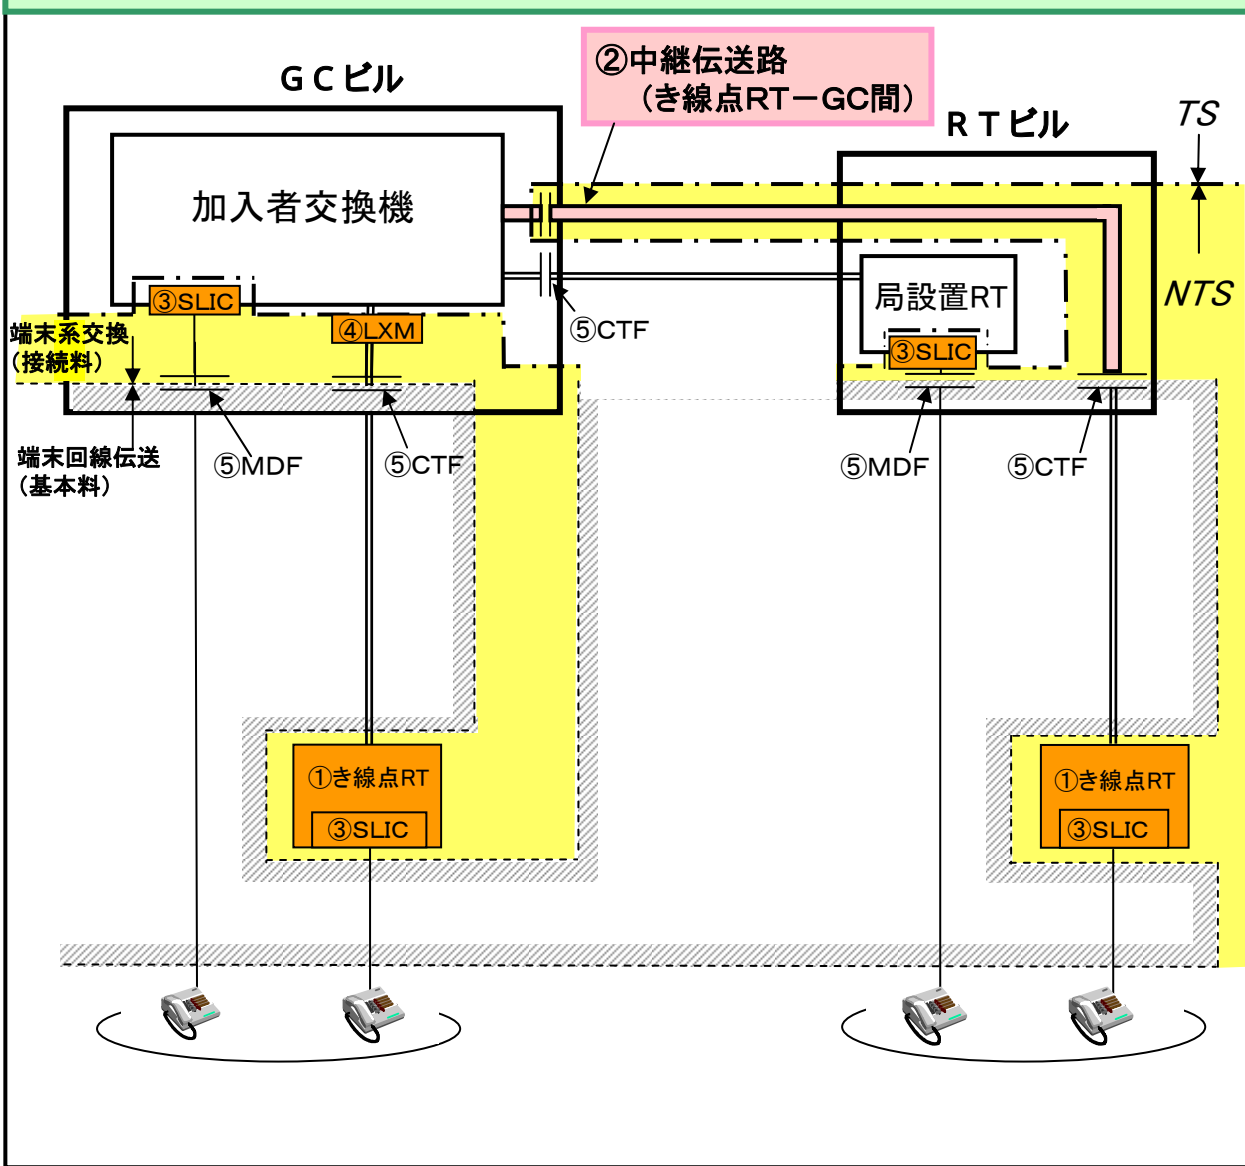 ②中継伝送路
（き線点RT－GC間）
ＧＣビル
ＲＴビル
TS
加入者交換機
NTS
③SLIC
局設置RT
端末系交換
（接続料）
④LXM
⑤CTF
③SLIC
端末回線伝送
（基本料）
⑤MDF
⑤CTF
⑤MDF
⑤CTF
①き線点RT
③SLIC
①き線点RT
③SLIC